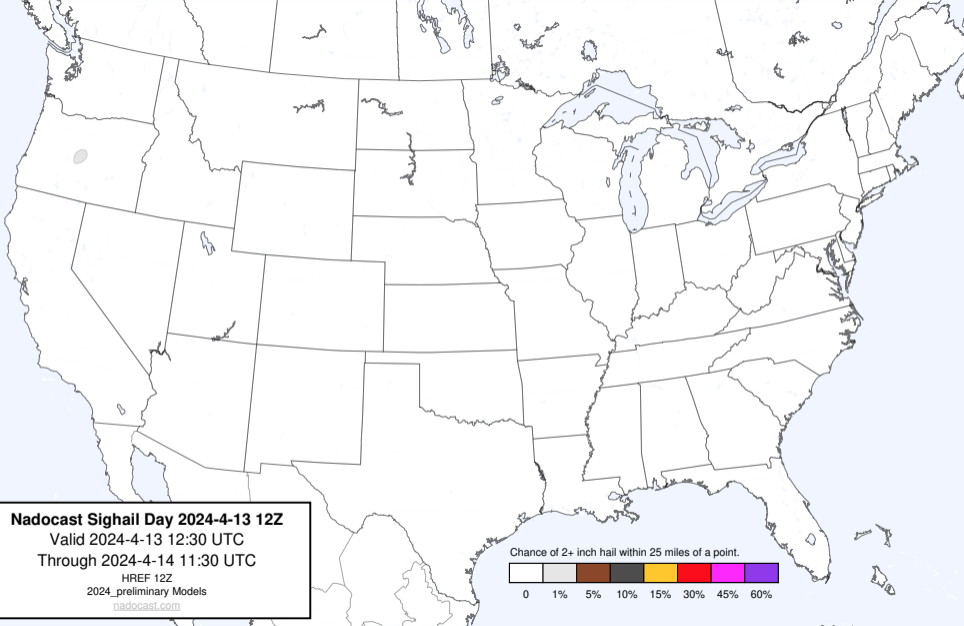 Nadocast Sighail Day 2024-4-13 12Z
Valid 2024-4-13 12:30 UTC
Through 2024-4-14 11:30 UTC
HREF 12Z
2024_preliminary Models
nadocast.com
Chance of 2+ inch hail within 25 miles of a point.
0 1% 5% 10% 15% 30% 45% 60%